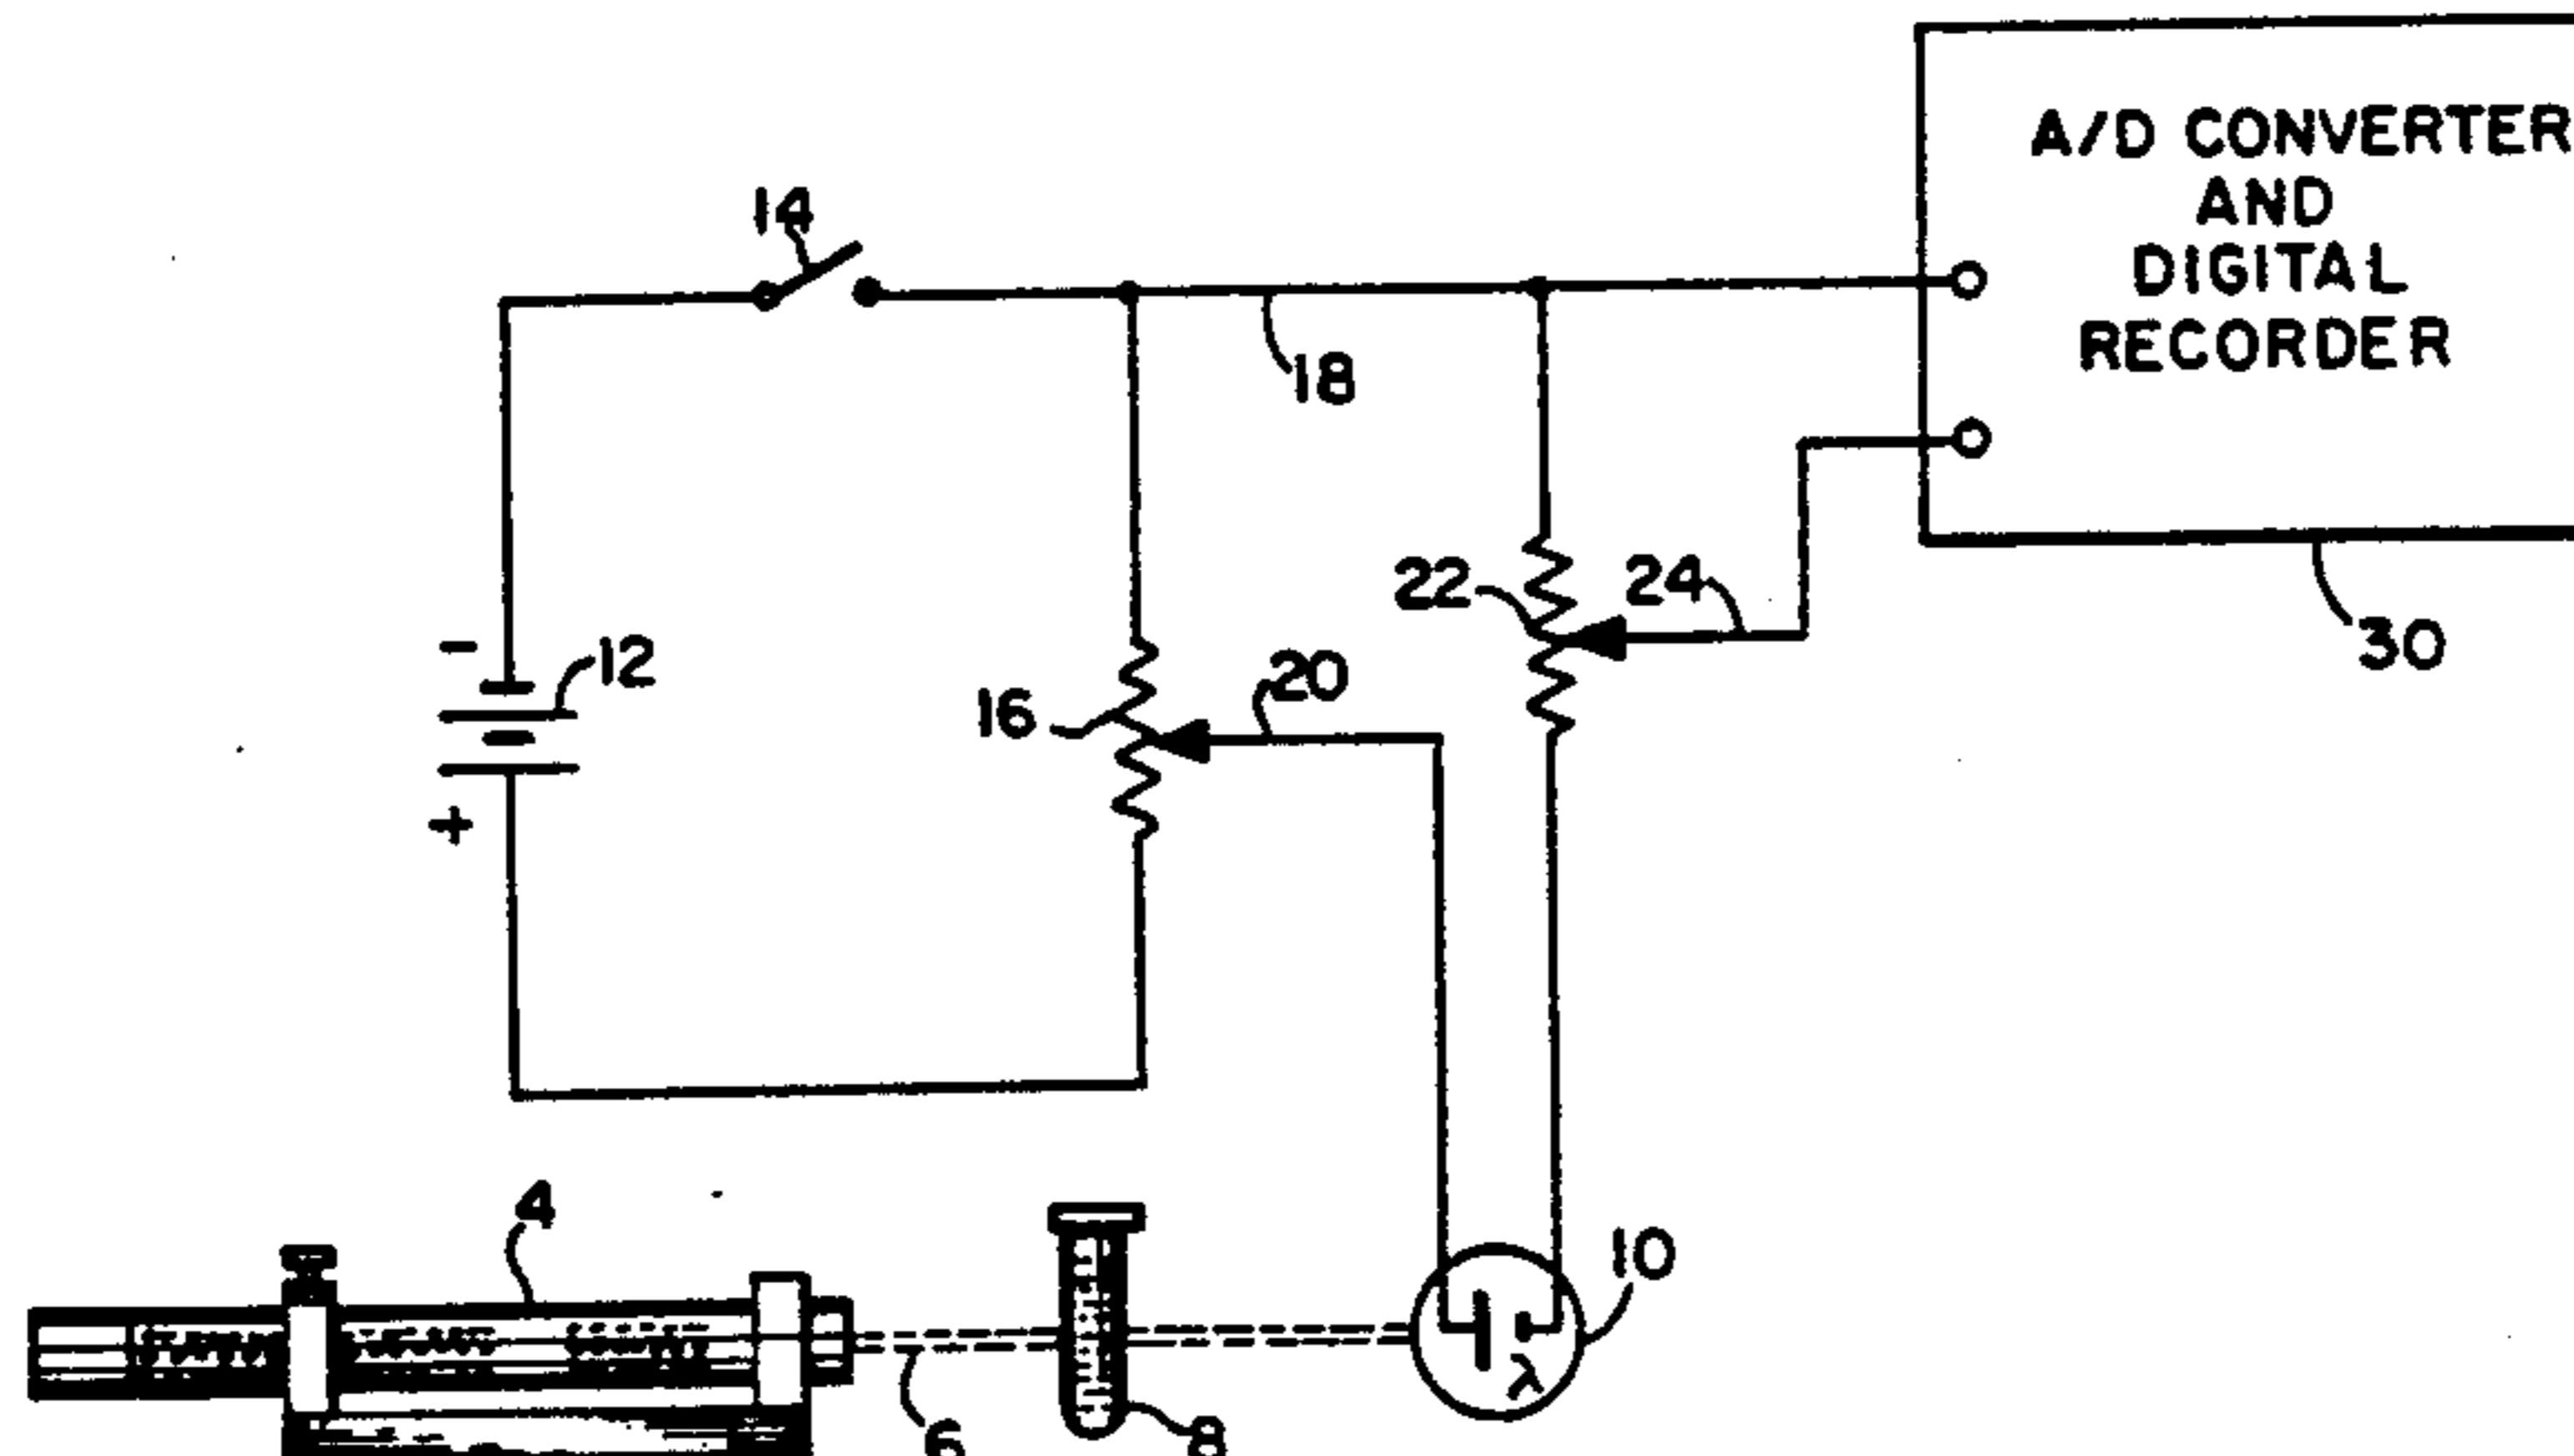 A/D CONVERTER
AND
DIGITAL
RECORDER
14
18
22
24
30
-
12
20
16
+
4
10
λ
6
8